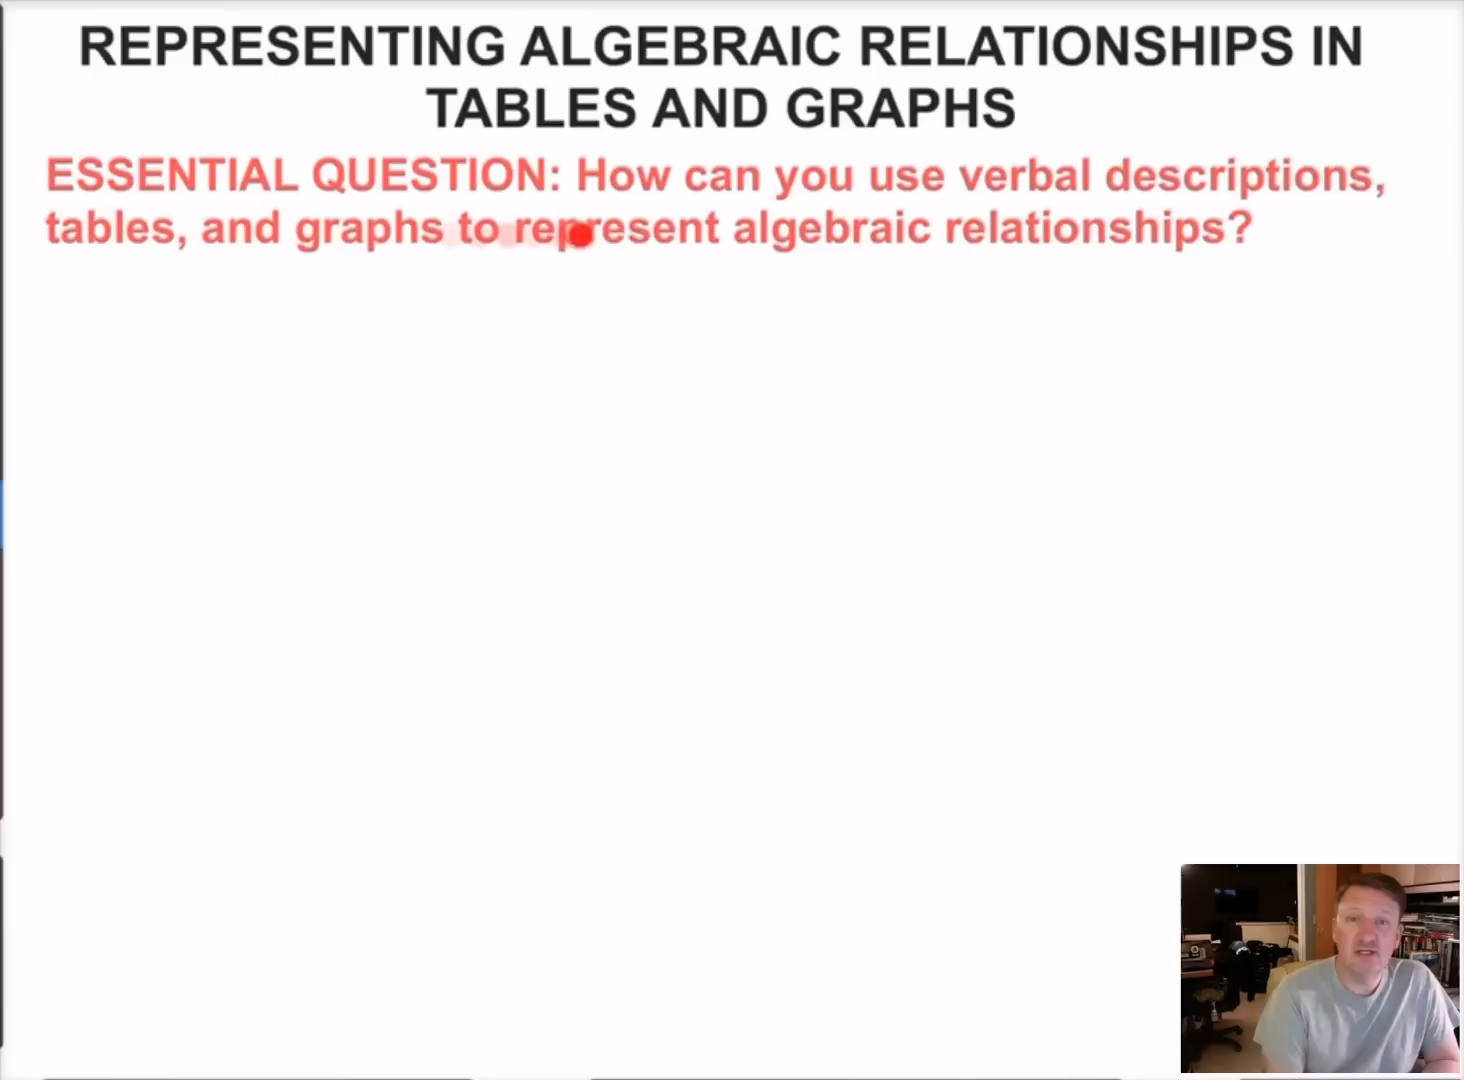 REPRESENTING ALGEBRAIC RELATIONSHIPS IN
TABLES AND GRAPHS
ESSENTIAL QUESTION: How can you use verbal descriptions,
tables, and graphs to represent algebraic relationships?